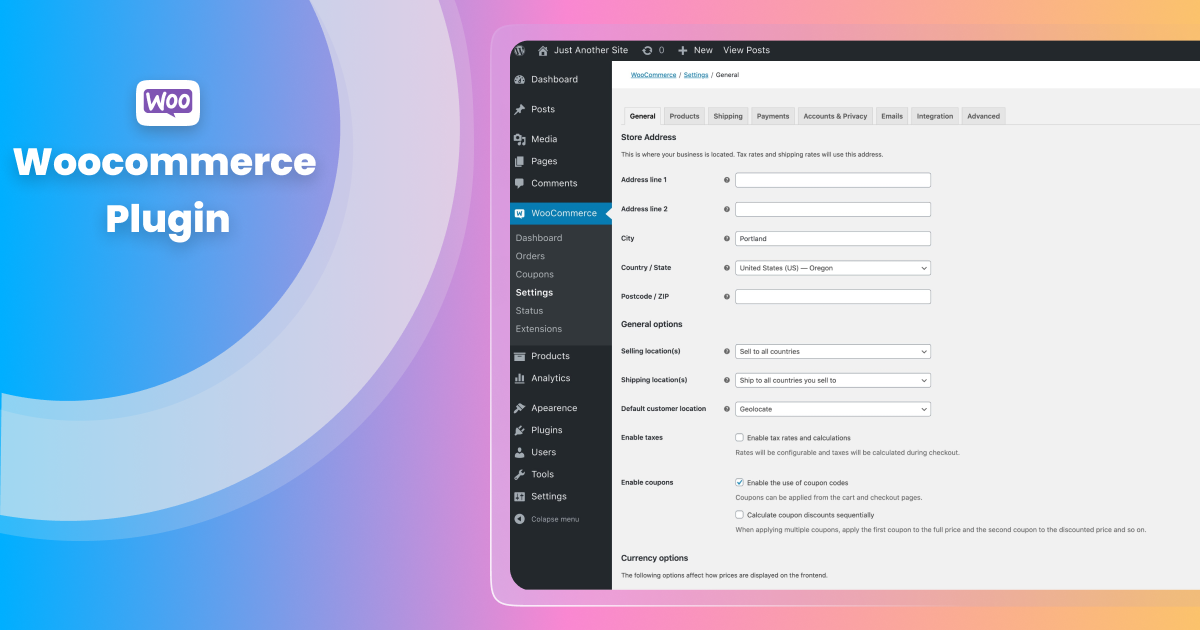 WOO
Woocommerce
Plugin
Just Another Site 0 New View Posts
Dashboard
Posts
Media
Pages
Comments
WooCommerce
Dashboard
Orders
Coupons
Settings
Status
Extensions
Products
Analytics
Apearence
Plugins
Users
Tools
Settings
Colapse menu
WooCommerce / Settings / General
General Products Shipping Payments Accounts & Privacy Emails Integration Advanced
Store Address
This is where your business is located. Tax rates and shipping rates will use this address.
Address line 1
Address line 2
City Portland
Country / State United States (US) — Oregon
Postcode / ZIP
General options
Selling location(s) Sell to all countries
Shipping location(s) Ship to all countries you sell to
Default customer location Geolocate
Enable taxes Enable tax rates and calculations
Rates will be configurable and taxes will be calculated during checkout.
Enable coupons Enable the use of coupon codes
Coupons can be applied from the cart and checkout pages.
Calculate coupon discounts sequentially
When applying multiple coupons, apply the first coupon to the full price and the second coupon to the discounted price and so on.
Currency options
The following options affect how prices are displayed on the frontend.